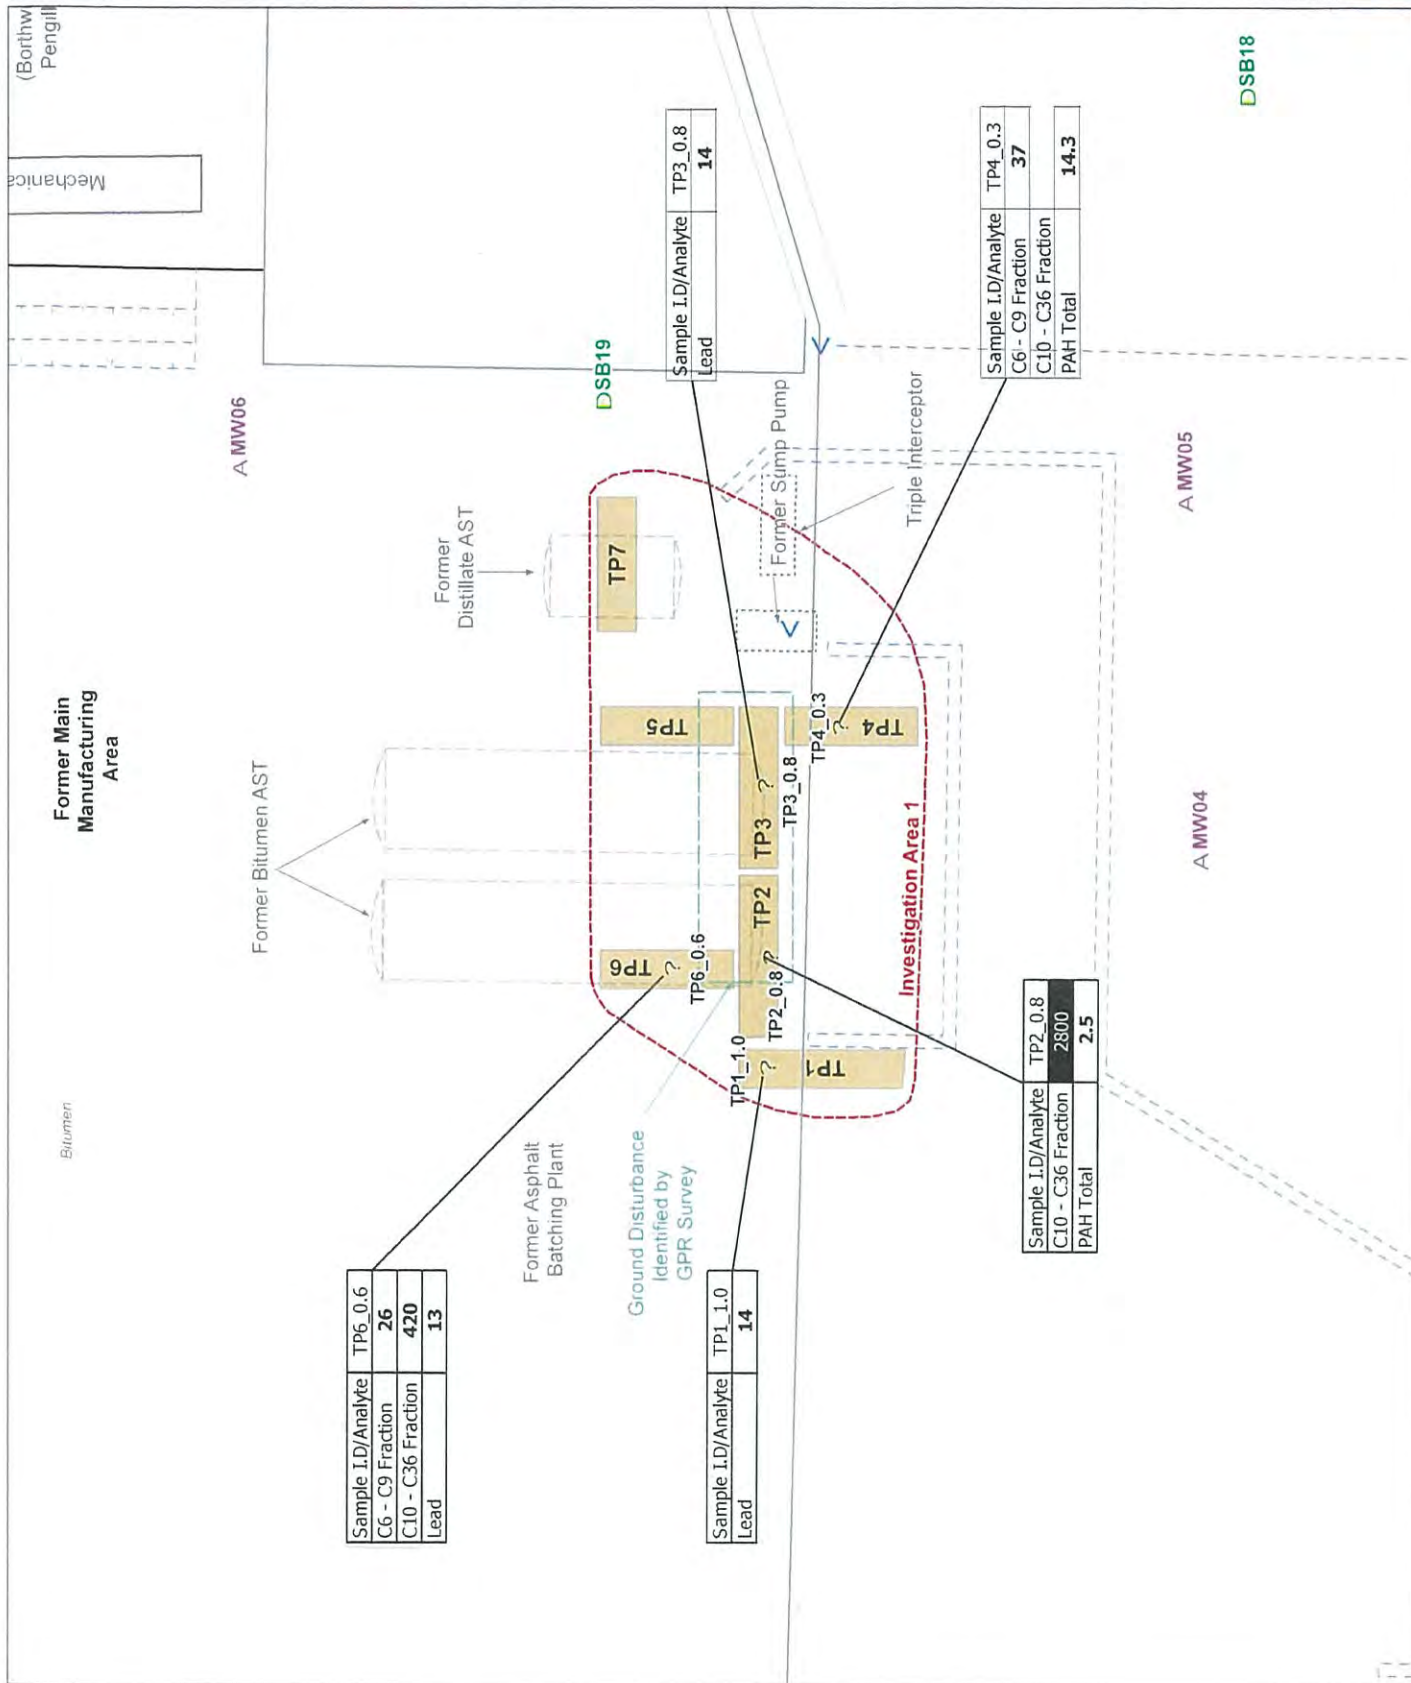 (Borthw
Pengill
Mechanica
A MW06
DSB19
DSB18
Former Main
Manufacturing
Area
Bitumen
Former Bitumen AST
Former
Distillate AST
Sample I.D/Analyte TP3_0.8
Lead 14
Sample I.D/Analyte TP4_0.3
C6 - C9 Fraction 37
C10 - C36 Fraction
PAH Total 14.3
Former Sump Pump
Triple Interceptor
A MW05
A MW04
TP7
TP5
TP6
?
TP6_0.6
TP3
?
TP3_0.8
TP2
?
TP2_0.8
TP4
?
TP4_0.3
TP1
?
TP1_1.0
Investigation Area 1
Former Asphalt
Batching Plant
Ground Disturbance
Identified by
GPR Survey
Sample I.D/Analyte TP6_0.6
C6 - C9 Fraction 26
C10 - C36 Fraction 420
Lead 13
Sample I.D/Analyte TP1_1.0
Lead 14
Sample I.D/Analyte TP2_0.8
C10 - C36 Fraction 2800
PAH Total 2.5